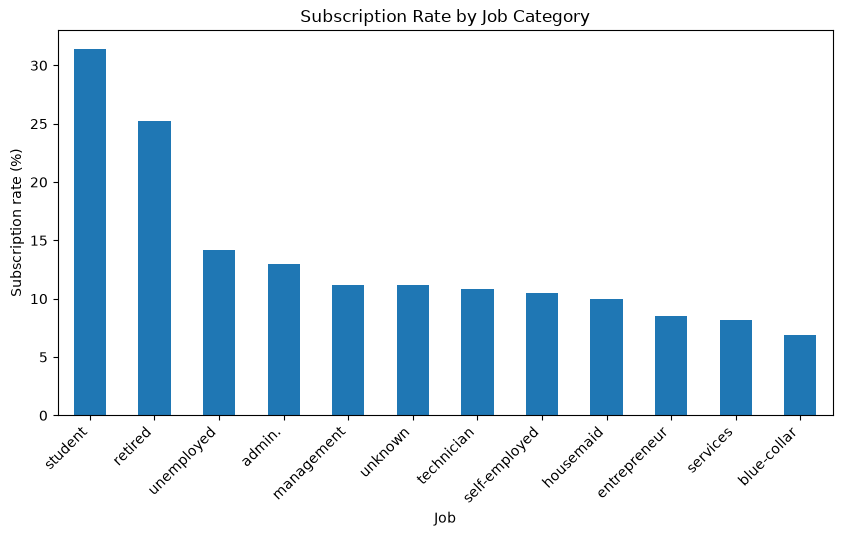 Subscription Rate by Job Category
Subscription rate (%)
30
25
20
15
10
5
0
student
retired
unemployed
admin.
management
unknown
technician
self-employed
housemaid
entrepreneur
services
blue-collar
Job